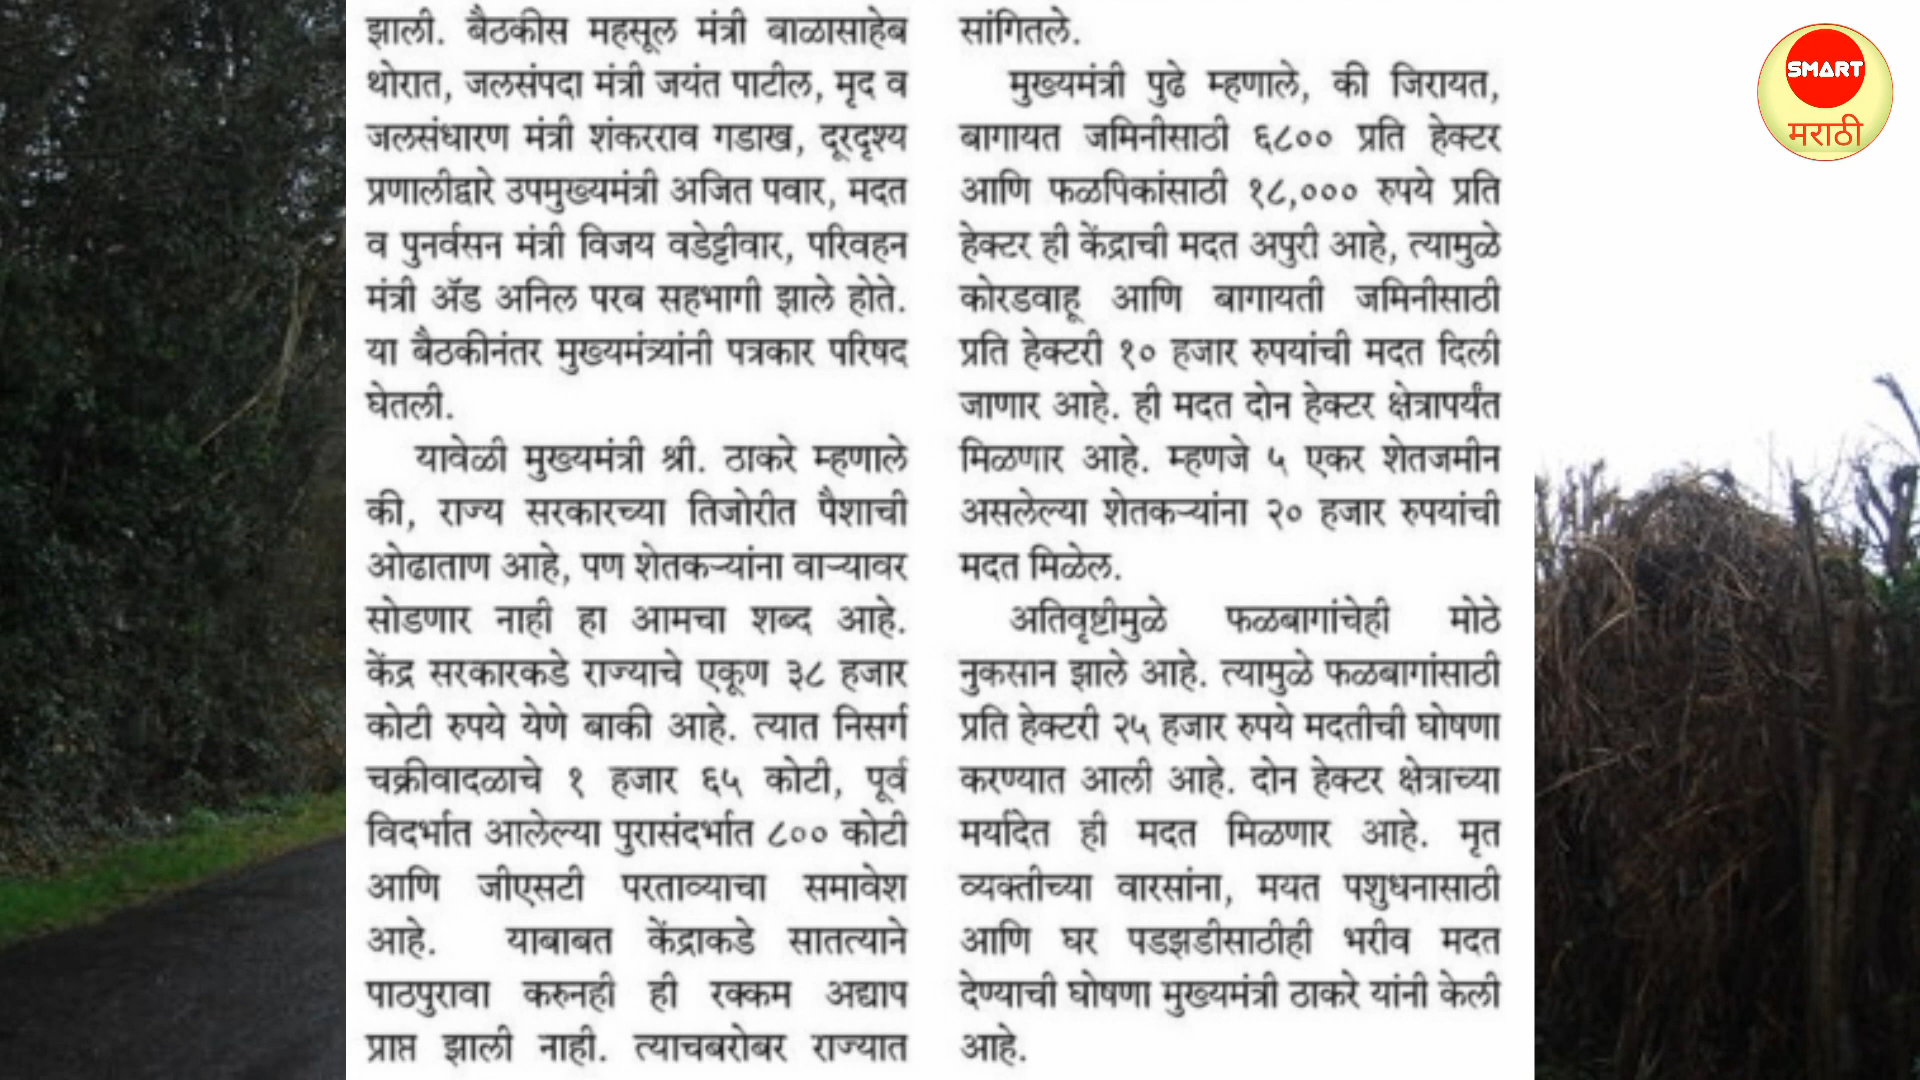 झाली. बैठकीस महसूल मंत्री बाळासाहेब
थोरात, जलसंपदा मंत्री जयंत पाटील, मृद व
जलसंधारण मंत्री शंकरराव गडाख, दूरदृश्य
प्रणालीद्वारे उपमुख्यमंत्री अजित पवार, मदत
व पुनर्वसन मंत्री विजय वडेट्टीवार, परिवहन
मंत्री ॲड अनिल परब सहभागी झाले होते.
या बैठकीनंतर मुख्यमंत्र्यांनी पत्रकार परिषद
घेतली.
यावेळी मुख्यमंत्री श्री. ठाकरे म्हणाले
की, राज्य सरकारच्या तिजोरीत पैशाची
ओढाताण आहे, पण शेतकऱ्यांना वाऱ्यावर
सोडणार नाही हा आमचा शब्द आहे.
केंद्र सरकारकडे राज्याचे एकूण ३८ हजार
कोटी रुपये येणे बाकी आहे. त्यात निसर्ग
चक्रीवादळाचे १ हजार ६५ कोटी, पूर्व
विदर्भात आलेल्या पुरासंदर्भात ८०० कोटी
आणि जीएसटी परताव्याचा समावेश
आहे. याबाबत केंद्राकडे सातत्याने
पाठपुरावा करुनही ही रक्कम अद्याप
प्राप्त झाली नाही. त्याचबरोबर राज्यात
सांगितले.
मुख्यमंत्री पुढे म्हणाले, की जिरायत,
बागायत जमिनीसाठी ६८०० प्रति हेक्टर
आणि फळपिकांसाठी १८,००० रुपये प्रति
हेक्टर ही केंद्राची मदत अपुरी आहे, त्यामुळे
कोरडवाहू आणि बागायती जमिनीसाठी
प्रति हेक्टरी १० हजार रुपयांची मदत दिली
जाणार आहे. ही मदत दोन हेक्टर क्षेत्रापर्यंत
मिळणार आहे. म्हणजे ५ एकर शेतजमीन
असलेल्या शेतकऱ्यांना २० हजार रुपयांची
मदत मिळेल.
अतिवृष्टीमुळे फळबागांचेही मोठे
नुकसान झाले आहे. त्यामुळे फळबागांसाठी
प्रति हेक्टरी २५ हजार रुपये मदतीची घोषणा
करण्यात आली आहे. दोन हेक्टर क्षेत्राच्या
मर्यादेत ही मदत मिळणार आहे. मृत
व्यक्तीच्या वारसांना, मयत पशुधनासाठी
आणि घर पडझडीसाठीही भरीव मदत
देण्याची घोषणा मुख्यमंत्री ठाकरे यांनी केली
आहे.
SMART
मराठी